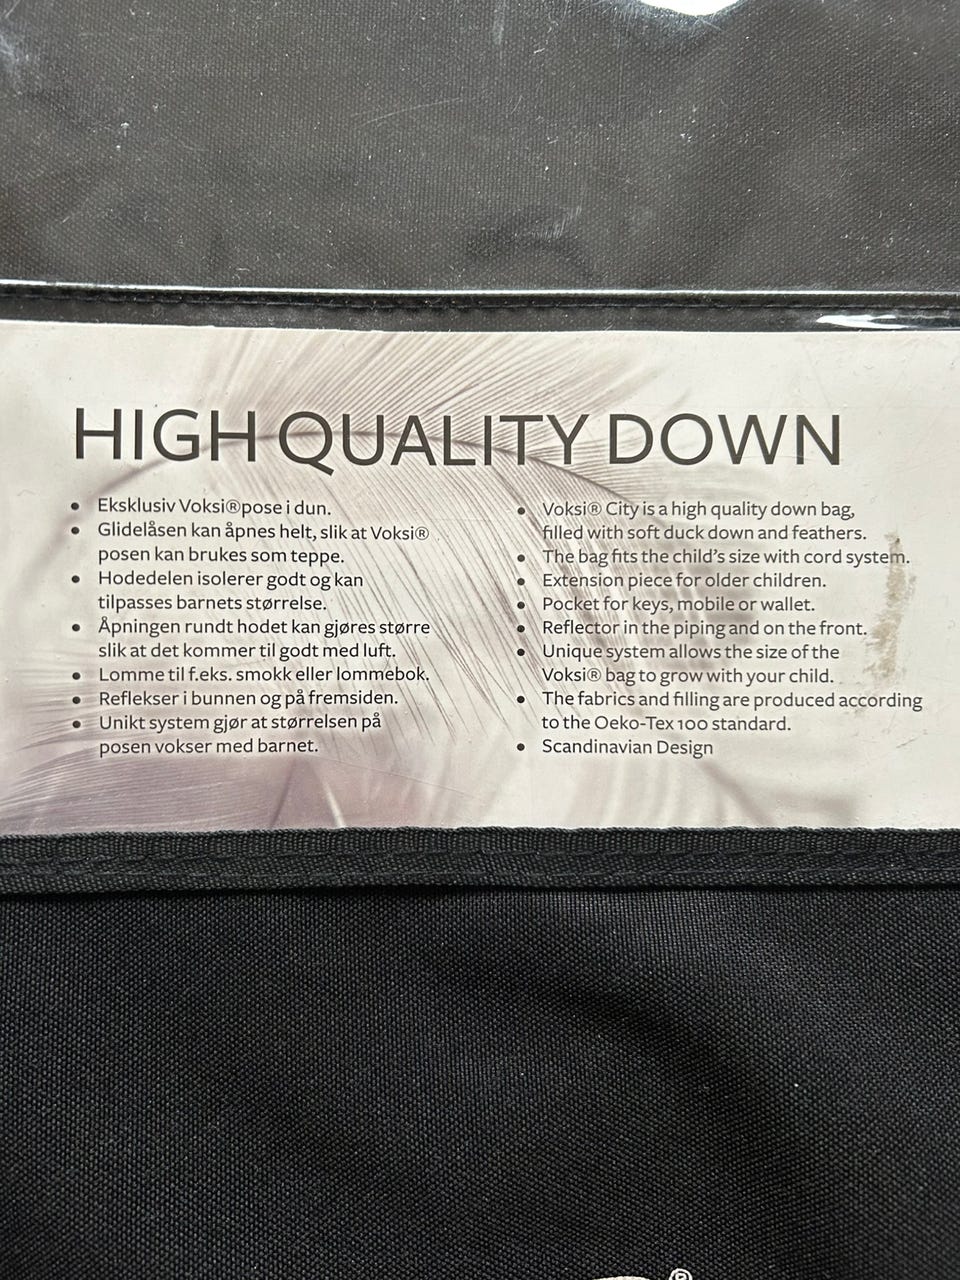 HIGH QUALITY DOWN
• Eksklusiv Voksi®pose i dun.
• Glidelåsen kan åpnes helt, slik at Voksi®
posen kan brukes som teppe.
• Hodedelen isolerer godt og kan
tilpasses barnets størrelse.
• Åpningen rundt hodet kan gjøres større
slik at det kommer til godt med luft.
• Lomme til f.eks. smokk eller lommebok.
• Reflekser i bunnen og på fremsiden.
• Unikt system gjør at størrelsen på
posen vokser med barnet.
• Voksi® City is a high quality down bag,
filled with soft duck down and feathers.
• The bag fits the child's size with cord system.
• Extension piece for older children.
• Pocket for keys, mobile or wallet.
• Reflector in the piping and on the front.
• Unique system allows the size of the
Voksi® bag to grow with your child.
• The fabrics and filling are produced according
to the Oeko-Tex 100 standard.
• Scandinavian Design
®